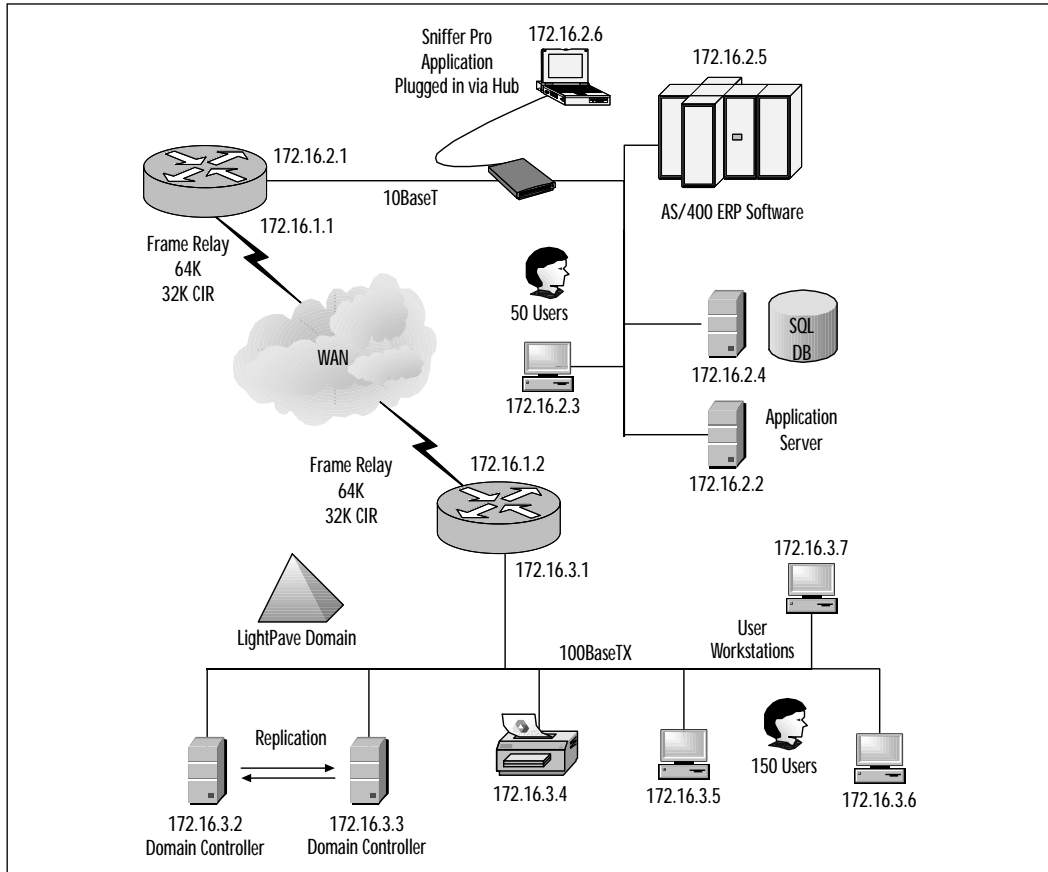 Sniffer Pro
Application
Plugged in via Hub
172.16.2.6
172.16.2.5
172.16.2.1
10BaseT
AS/400 ERP Software
172.16.1.1
Frame Relay
64K
32K CIR
50 Users
WAN
SQL
DB
172.16.2.4
172.16.2.3
Application
Server
172.16.2.2
Frame Relay
64K
32K CIR
172.16.1.2
172.16.3.1
172.16.3.7
LightPave Domain
User
Workstations
100BaseTX
Replication
150 Users
172.16.3.4
172.16.3.5
172.16.3.6
172.16.3.2
Domain Controller
172.16.3.3
Domain Controller